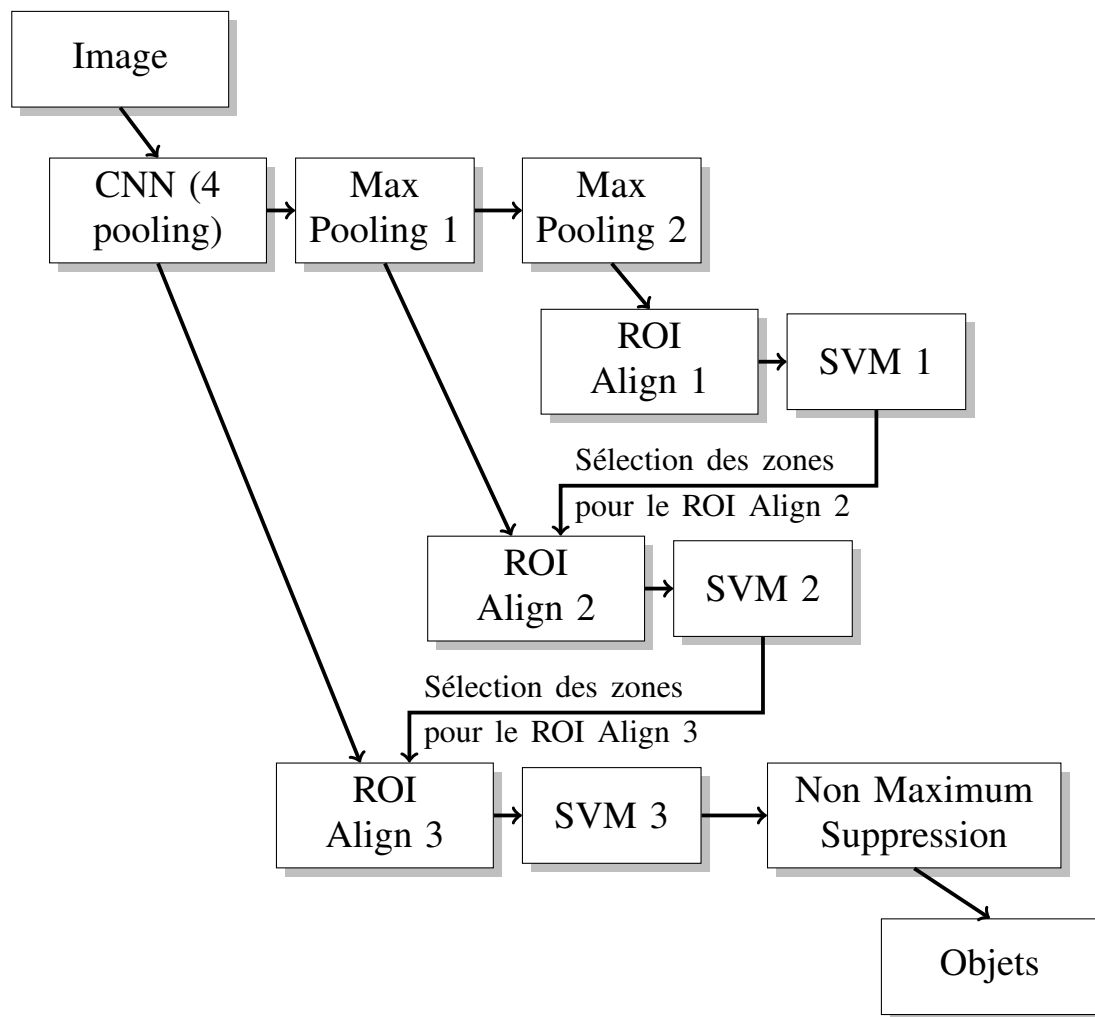 Image
CNN (4
pooling)
Max
Pooling 1
Max
Pooling 2
ROI
Align 1
SVM 1
Sélection des zones
pour le ROI Align 2
ROI
Align 2
SVM 2
Sélection des zones
pour le ROI Align 3
ROI
Align 3
SVM 3
Non Maximum
Suppression
Objets